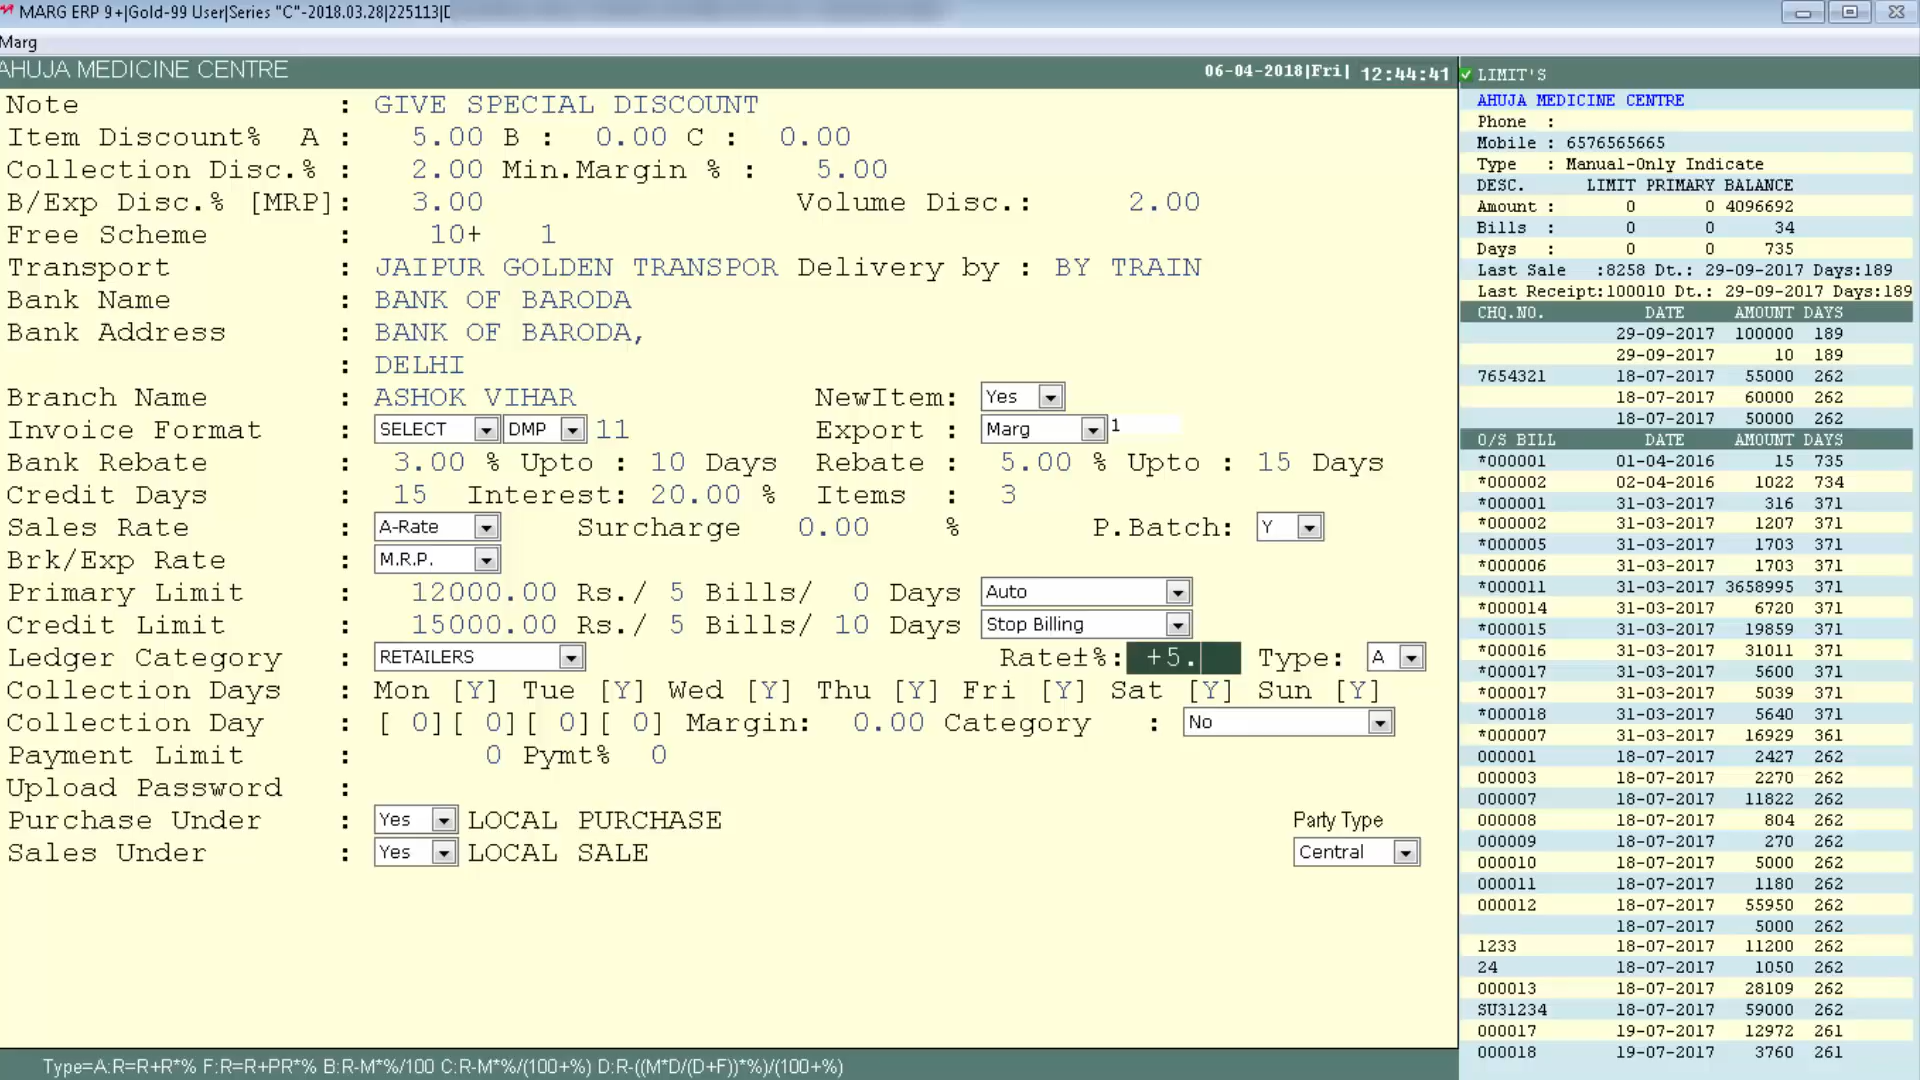 MARG ERP 9+|Gold-99 User|Series "C"-2018.03.28|225113|D
Marg
AHUJA MEDICINE CENTRE 06-04-2018|Fri| 12:44:41
Note : GIVE SPECIAL DISCOUNT
Item Discount% A : 5.00 B : 0.00 C : 0.00
Collection Disc.% : 2.00 Min.Margin % : 5.00
B/Exp Disc.% [MRP]: 3.00 Volume Disc.: 2.00
Free Scheme : 10+ 1
Transport : JAIPUR GOLDEN TRANSPOR Delivery by : BY TRAIN
Bank Name : BANK OF BARODA
Bank Address : BANK OF BARODA,
: DELHI
Branch Name : ASHOK VIHAR NewItem: Yes
Invoice Format : SELECT DMP 11 Export : Marg 1
Bank Rebate : 3.00 % Upto : 10 Days Rebate : 5.00 % Upto : 15 Days
Credit Days : 15 Interest: 20.00 % Items : 3
Sales Rate : A-Rate Surcharge 0.00 % P.Batch: Y
Brk/Exp Rate : M.R.P.
Primary Limit : 12000.00 Rs./ 5 Bills/ 0 Days Auto
Credit Limit : 15000.00 Rs./ 5 Bills/ 10 Days Stop Billing
Ledger Category : RETAILERS Rate±%: +5. Type: A
Collection Days : Mon [Y] Tue [Y] Wed [Y] Thu [Y] Fri [Y] Sat [Y] Sun [Y]
Collection Day : [ 0][ 0][ 0][ 0] Margin: 0.00 Category : No
Payment Limit : 0 Pymt% 0
Upload Password :
Purchase Under : Yes LOCAL PURCHASE Party Type
Sales Under : Yes LOCAL SALE Central
Type=A:R=R+R*% F:R=R+PR*% B:R-M*%/100 C:R-M*%/(100+%) D:R-((M*D/(D+F))*%)/(100+%)
LIMIT'S
AHUJA MEDICINE CENTRE
Phone :
Mobile : 6576565665
Type : Manual-Only Indicate
DESC. LIMIT PRIMARY BALANCE
Amount : 0 0 4096692
Bills : 0 0 34
Days : 0 0 735
Last Sale :8258 Dt.: 29-09-2017 Days:189
Last Receipt:100010 Dt.: 29-09-2017 Days:189
CHQ.NO. DATE AMOUNT DAYS
29-09-2017 100000 189
29-09-2017 10 189
7654321 18-07-2017 55000 262
18-07-2017 60000 262
18-07-2017 50000 262
O/S BILL DATE AMOUNT DAYS
*000001 01-04-2016 15 735
*000002 02-04-2016 1022 734
*000001 31-03-2017 316 371
*000002 31-03-2017 1207 371
*000005 31-03-2017 1703 371
*000006 31-03-2017 1703 371
*000011 31-03-2017 3658995 371
*000014 31-03-2017 6720 371
*000015 31-03-2017 19859 371
*000016 31-03-2017 31011 371
*000017 31-03-2017 5600 371
*000017 31-03-2017 5039 371
*000018 31-03-2017 5640 371
*000007 31-03-2017 16929 361
000001 18-07-2017 2427 262
000003 18-07-2017 2270 262
000007 18-07-2017 11822 262
000008 18-07-2017 804 262
000009 18-07-2017 270 262
000010 18-07-2017 5000 262
000011 18-07-2017 1180 262
000012 18-07-2017 55950 262
18-07-2017 5000 262
1233 18-07-2017 11200 262
24 18-07-2017 1050 262
000013 18-07-2017 28109 262
SU31234 18-07-2017 59000 262
000017 19-07-2017 12972 261
000018 19-07-2017 3760 261